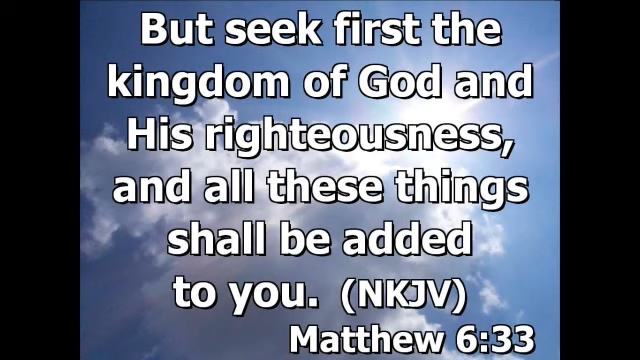 But seek first the
kingdom of God and
His righteousness,
and all these things
shall be added
to you. (NKJV)
Matthew 6:33